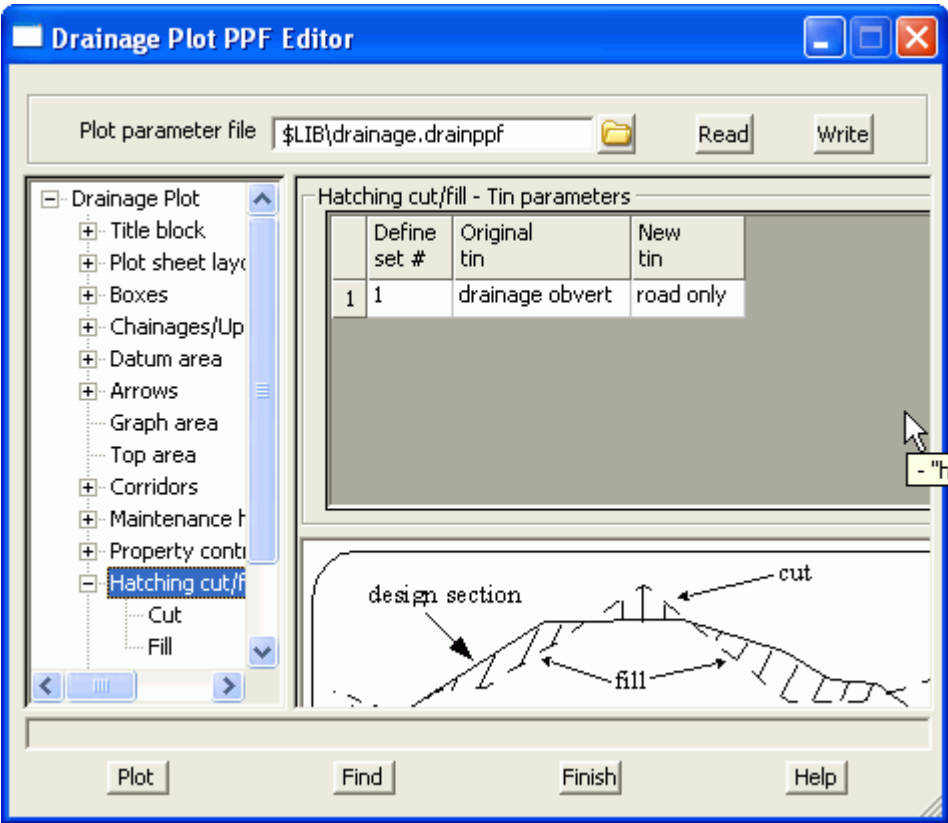 Drainage Plot PPF Editor
Plot parameter file
$LIB\drainage.drainppf
Read
Write
Drainage Plot
Title block
Plot sheet layo
Boxes
Chainages/Up
Datum area
Arrows
Graph area
Top area
Corridors
Maintenance h
Property contr
Hatching cut/f
Cut
Fill
Hatching cut/fill - Tin parameters
Define set #
Original tin
New tin
1 1 drainage obvert road only
- "h
design section
cut
fill
Plot
Find
Finish
Help